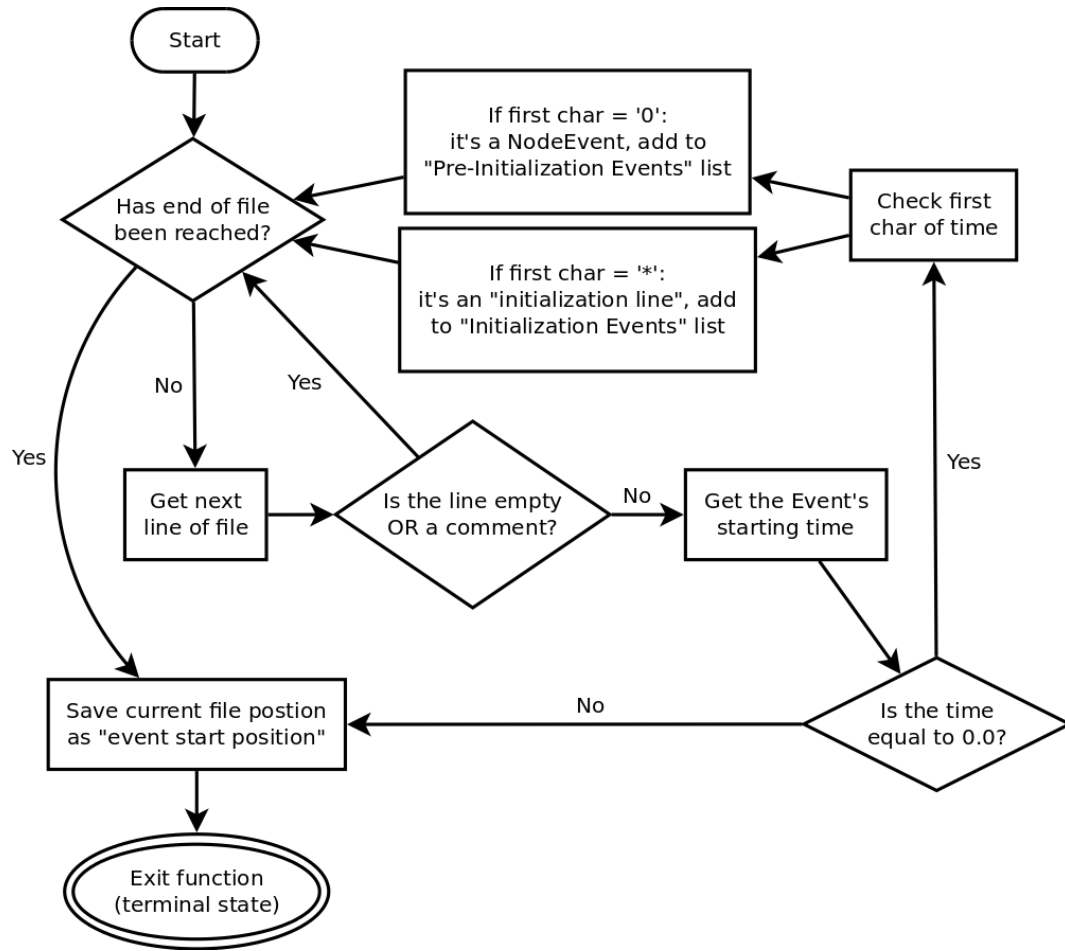 Start
If first char = '0':
it's a NodeEvent, add to
"Pre-Initialization Events" list
Check first
char of time
Has end of file
been reached?
If first char = '*':
it's an "initialization line", add
to "Initialization Events" list
No
Yes
Yes
Yes
Get next
line of file
Is the line empty
OR a comment?
No
Get the Event's
starting time
Save current file postion
as "event start position"
No
Is the time
equal to 0.0?
Exit function
(terminal state)